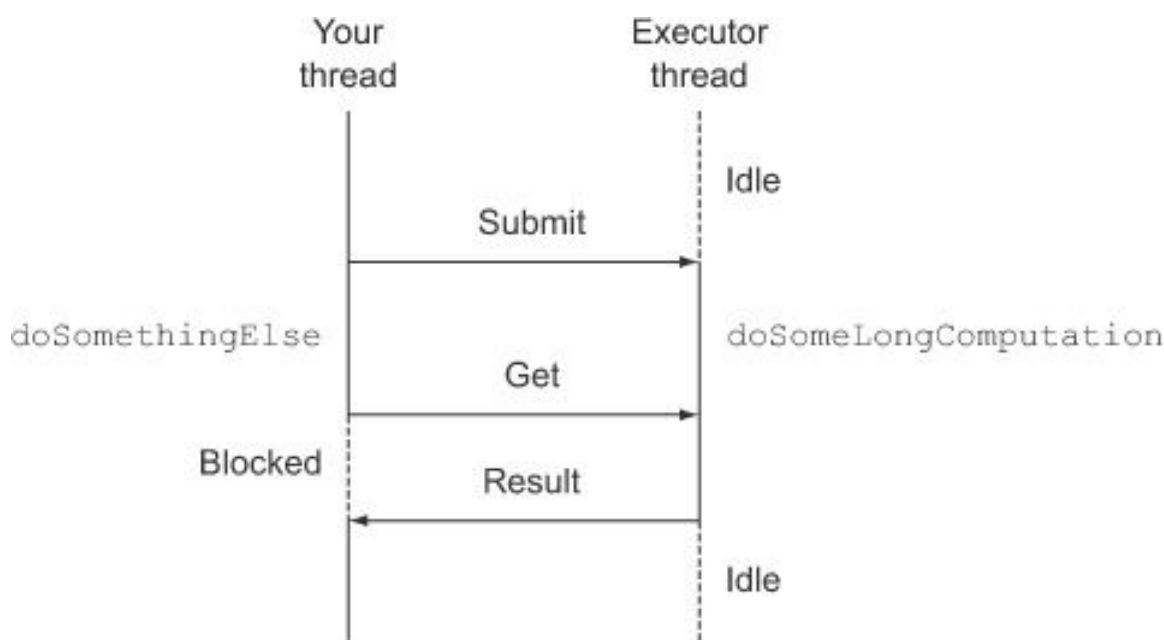 Your
thread
Executor
thread
Idle
Submit
doSomethingElse
doSomeLongComputation
Get
Blocked
Result
Idle